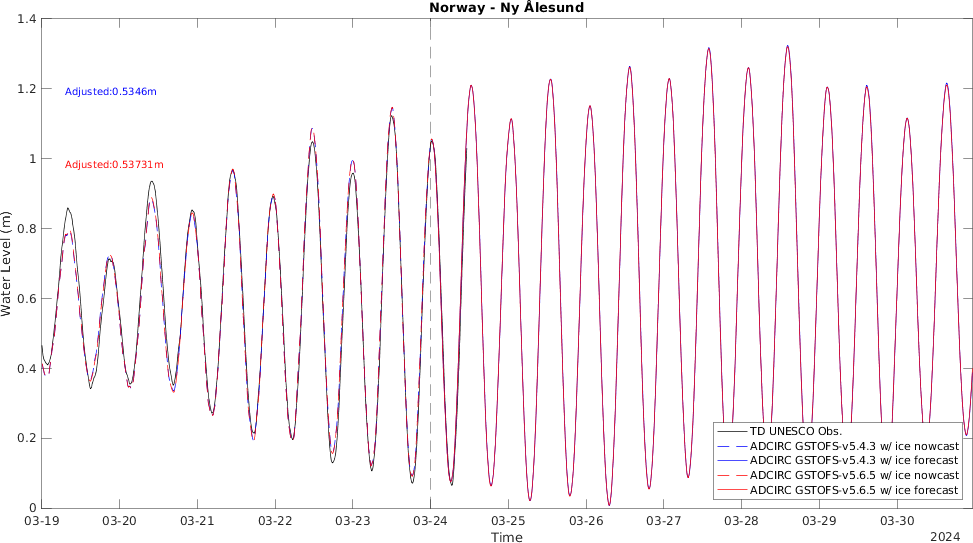 Norway - Ny Ålesund
1.4
1.2
1
0.8
0.6
0.4
0.2
0
Water Level (m)
Adjusted:0.5346m
Adjusted:0.53731m
TD UNESCO Obs.
ADCIRC GSTOFS-v5.4.3 w/ ice nowcast
ADCIRC GSTOFS-v5.4.3 w/ ice forecast
ADCIRC GSTOFS-v5.6.5 w/ ice nowcast
ADCIRC GSTOFS-v5.6.5 w/ ice forecast
03-19 03-20 03-21 03-22 03-23 03-24 03-25 03-26 03-27 03-28 03-29 03-30
Time
2024